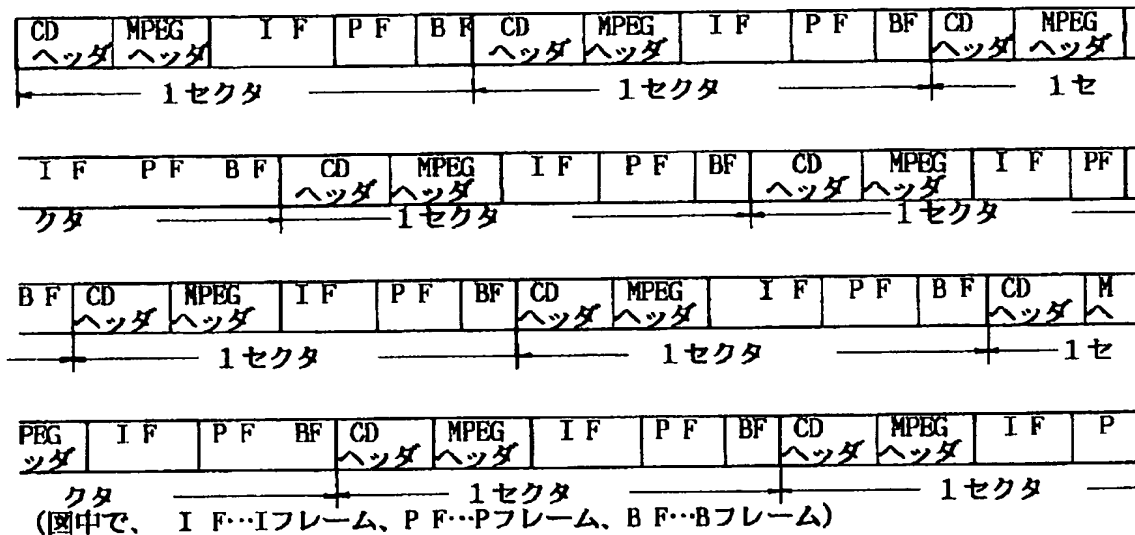 CD ヘッダ MPEG ヘッダ I F P F B F CD ヘッダ MPEG ヘッダ I F P F BF CD ヘッダ MPEG ヘッダ
1セクタ 1セクタ 1セ
I F P F B F CD ヘッダ MPEG ヘッダ I F P F BF CD ヘッダ MPEG ヘッダ I F PF
クタ 1セクタ 1セクタ
B F CD ヘッダ MPEG ヘッダ I F P F BF CD ヘッダ MPEG ヘッダ I F P F B F CD ヘッダ M ヘ
1セクタ 1セクタ 1セ
PEG ッダ I F P F BF CD ヘッダ MPEG ヘッダ I F P F BF CD ヘッダ MPEG ヘッダ I F P
クタ 1セクタ 1セクタ
(図中で、 I F…Iフレーム、P F…Pフレーム、B F…Bフレーム)